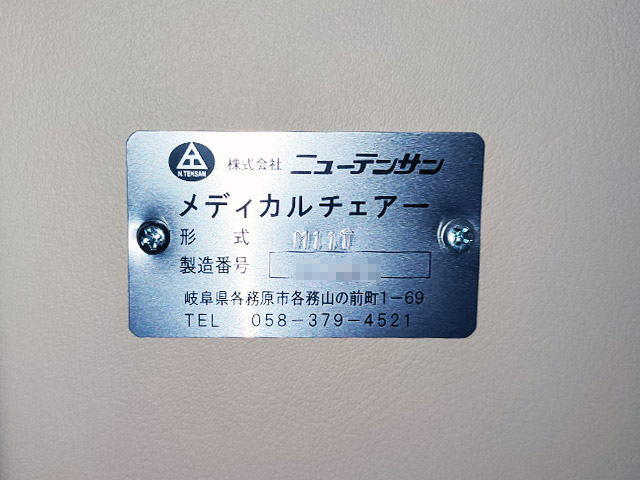 N.TENSAN 株式会社 ニューテンサン
メディカルチェアー
形 式 M11T
製造番号
岐阜県各務原市各務山の前町1-69
TEL 058-379-4521